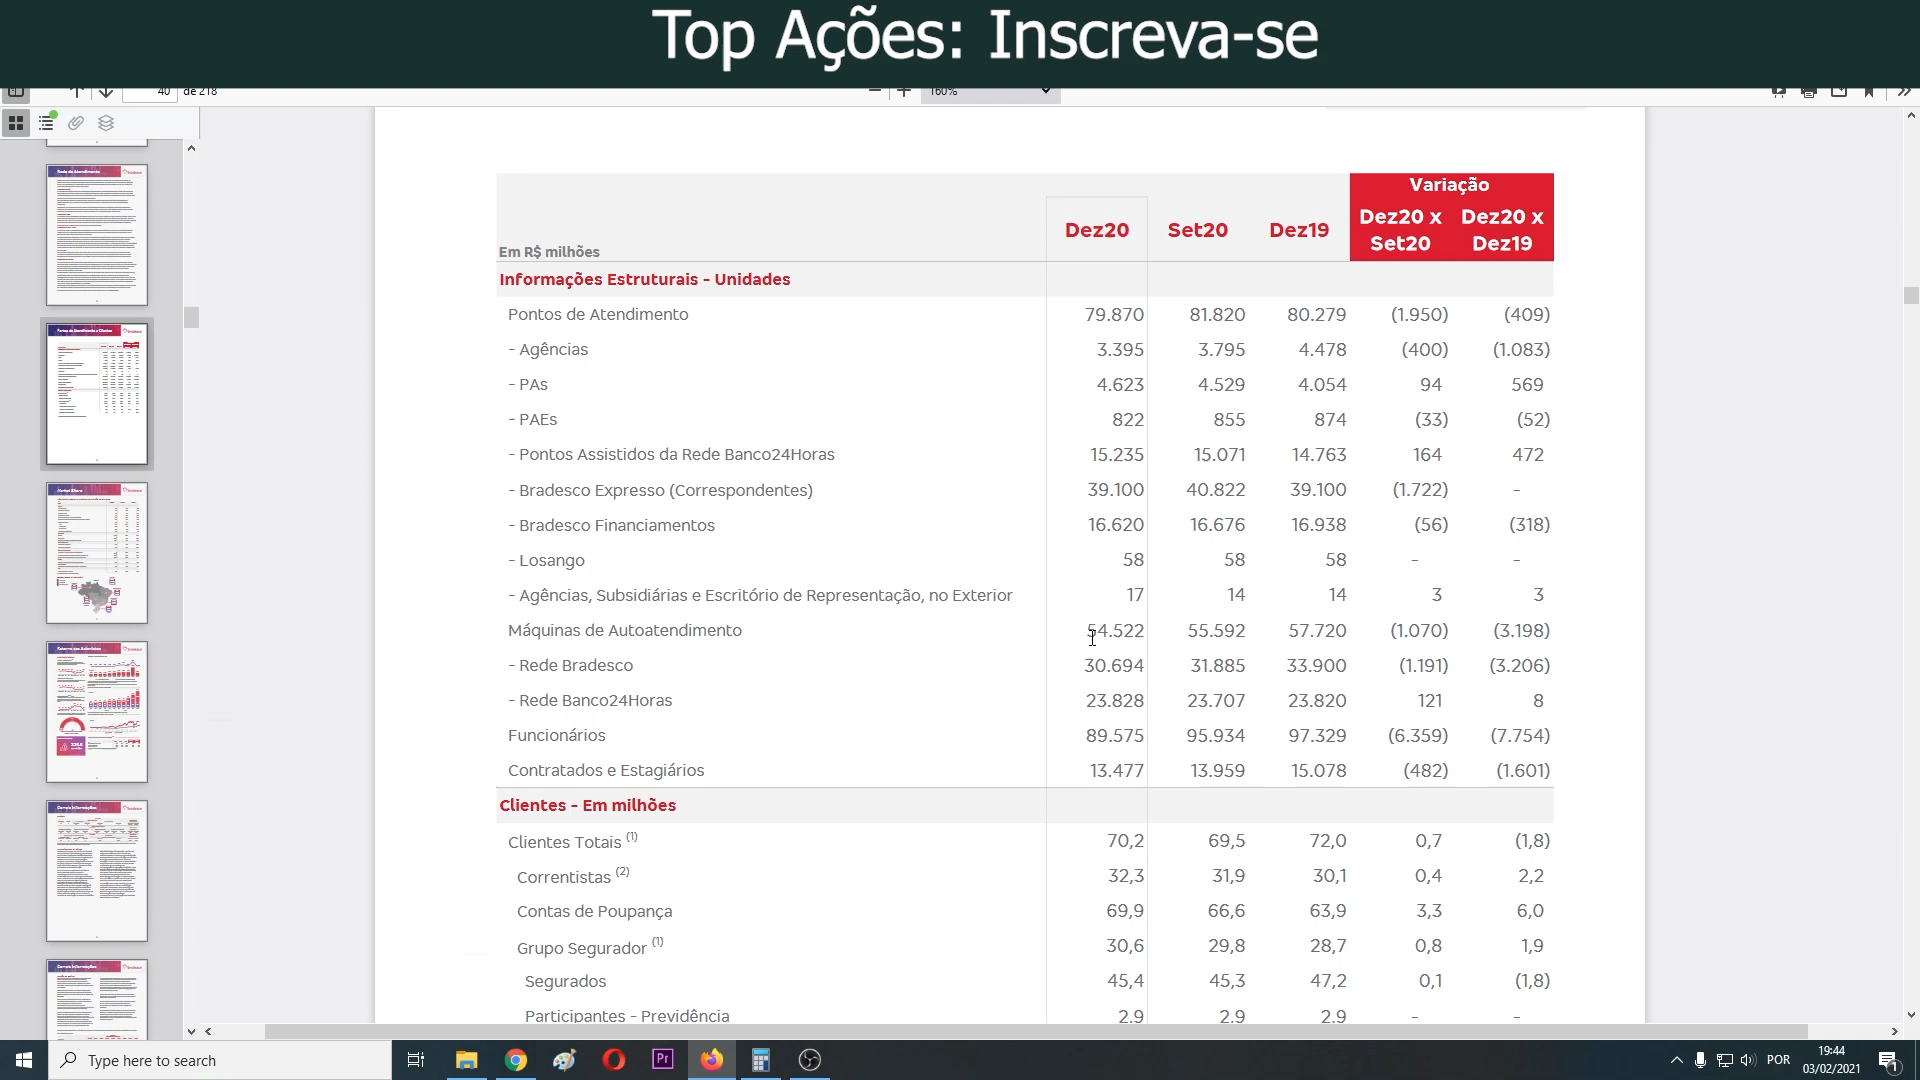 Top Ações: Inscreva-se
40 de 218
160%
Variação
Dez20 Set20 Dez19 Dez20 x Set20 Dez20 x Dez19
Em R$ milhões
Informações Estruturais - Unidades
Pontos de Atendimento 79.870 81.820 80.279 (1.950) (409)
- Agências 3.395 3.795 4.478 (400) (1.083)
- PAs 4.623 4.529 4.054 94 569
- PAEs 822 855 874 (33) (52)
- Pontos Assistidos da Rede Banco24Horas 15.235 15.071 14.763 164 472
- Bradesco Expresso (Correspondentes) 39.100 40.822 39.100 (1.722) -
- Bradesco Financiamentos 16.620 16.676 16.938 (56) (318)
- Losango 58 58 58 - -
- Agências, Subsidiárias e Escritório de Representação, no Exterior 17 14 14 3 3
Máquinas de Autoatendimento 54.522 55.592 57.720 (1.070) (3.198)
- Rede Bradesco 30.694 31.885 33.900 (1.191) (3.206)
- Rede Banco24Horas 23.828 23.707 23.820 121 8
Funcionários 89.575 95.934 97.329 (6.359) (7.754)
Contratados e Estagiários 13.477 13.959 15.078 (482) (1.601)
Clientes - Em milhões
Clientes Totais (1) 70,2 69,5 72,0 0,7 (1,8)
Correntistas (2) 32,3 31,9 30,1 0,4 2,2
Contas de Poupança 69,9 66,6 63,9 3,3 6,0
Grupo Segurador (1) 30,6 29,8 28,7 0,8 1,9
Segurados 45,4 45,3 47,2 0,1 (1,8)
Participantes - Previdência 2,9 2,9 2,9 - -
Type here to search
Pr
POR
19:44
03/02/2021
1